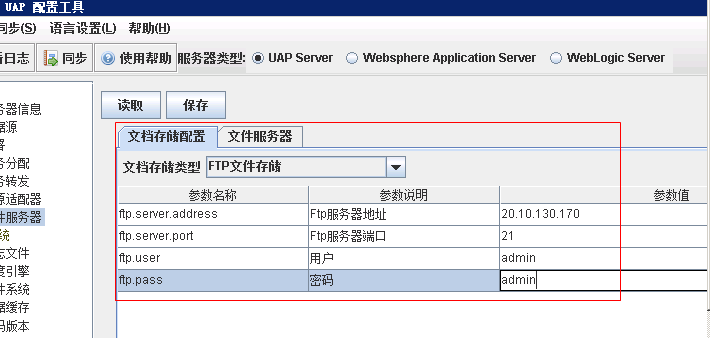 UAP 配置工具
同步(S) 语言设置(L) 帮助(H)
日志 同步 使用帮助 服务器类型: UAP Server Websphere Application Server WebLogic Server
读取 保存
务器信息
据源
署
务分配
务转发
源适配器
件服务器
统
志文件
度引擎
件系统
据缓存
码版本
文档存储配置 文件服务器
文档存储类型 FTP文件存储
参数名称 参数说明 参数值
ftp.server.address Ftp服务器地址 20.10.130.170
ftp.server.port Ftp服务器端口 21
ftp.user 用户 admin
ftp.pass 密码 admin